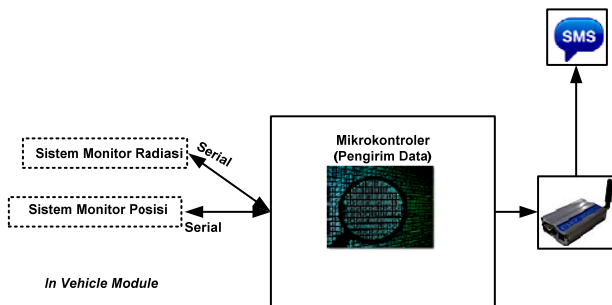 SMS
Mikrokontroler
(Pengirim Data)
Sistem Monitor Radiasi
Serial
Sistem Monitor Posisi
Serial
In Vehicle Module